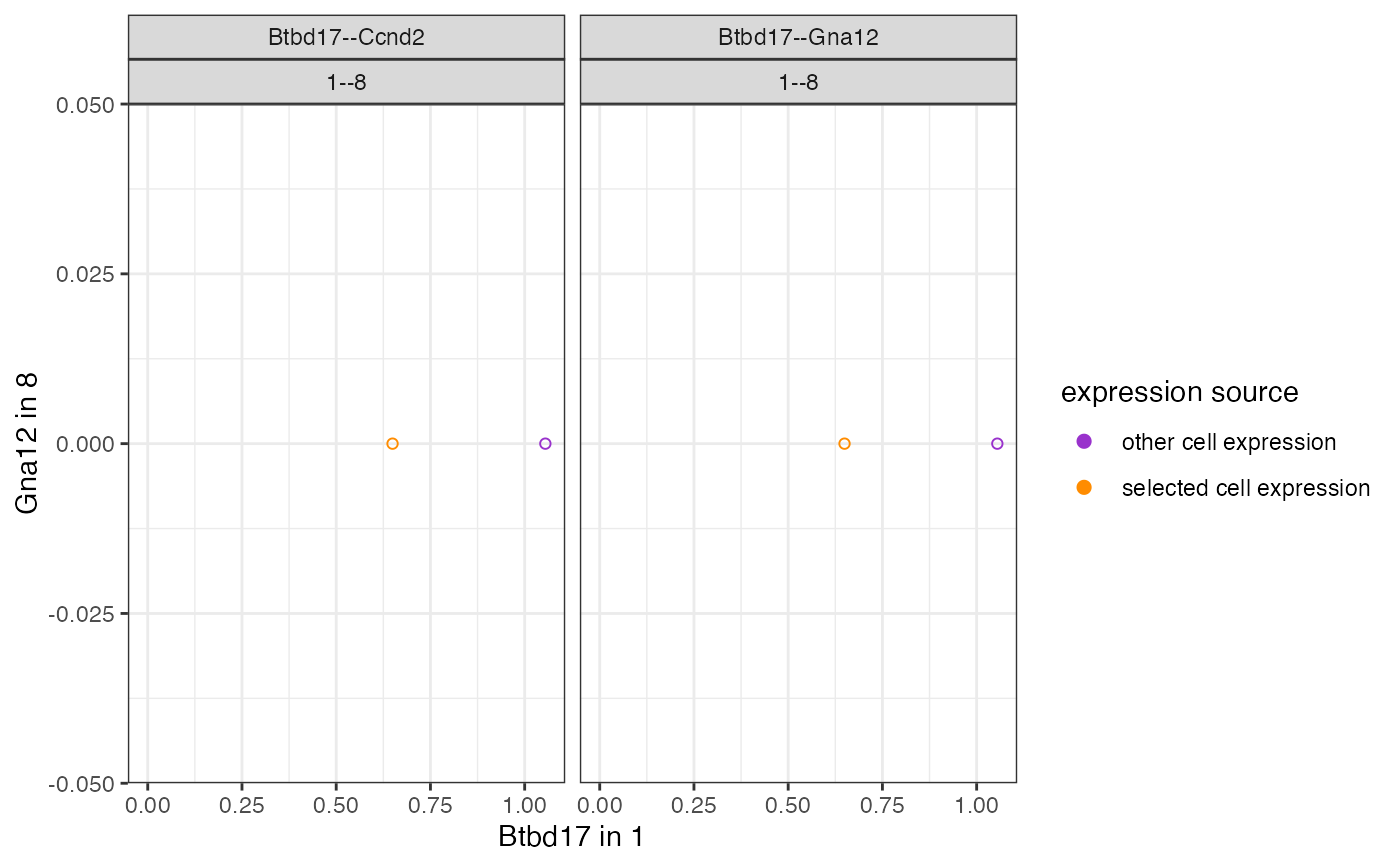 Btbd17--Ccnd2
Btbd17--Gna12
1--8
1--8
0.050
0.025
0.000
-0.025
-0.050
Gna12 in 8
0.00
0.25
0.50
0.75
1.00
0.00
0.25
0.50
0.75
1.00
Btbd17 in 1
expression source
other cell expression
selected cell expression